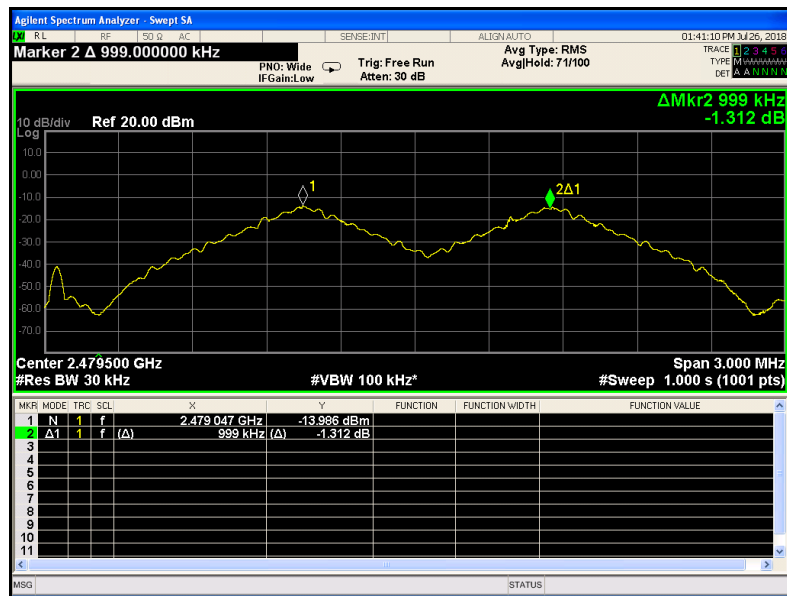 Agilent Spectrum Analyzer - Swept SA
LXI RL RF 50 Ω AC SENSE:INT ALIGN AUTO 01:41:10 PM Jul 26, 2018
Marker 2 Δ 999.000000 kHz
PNO: Wide
IFGain:Low
Trig: Free Run
Atten: 30 dB
Avg Type: RMS
Avg|Hold: 71/100
TRACE 1 2 3 4 5 6
TYPE M
DET A A N N N N
ΔMkr2 999 kHz
-1.312 dB
10 dB/div Ref 20.00 dBm
Log
10.0
0.00
-10.0
-20.0
-30.0
-40.0
-50.0
-60.0
-70.0
1
2Δ1
Center 2.479500 GHz Span 3.000 MHz
#Res BW 30 kHz #VBW 100 kHz* #Sweep 1.000 s (1001 pts)
MKR MODE TRC SCL X Y FUNCTION FUNCTION WIDTH FUNCTION VALUE
1 N 1 f 2.479 047 GHz -13.986 dBm
2 Δ1 1 f (Δ) 999 kHz (Δ) -1.312 dB
3
4
5
6
7
8
9
10
11
MSG STATUS